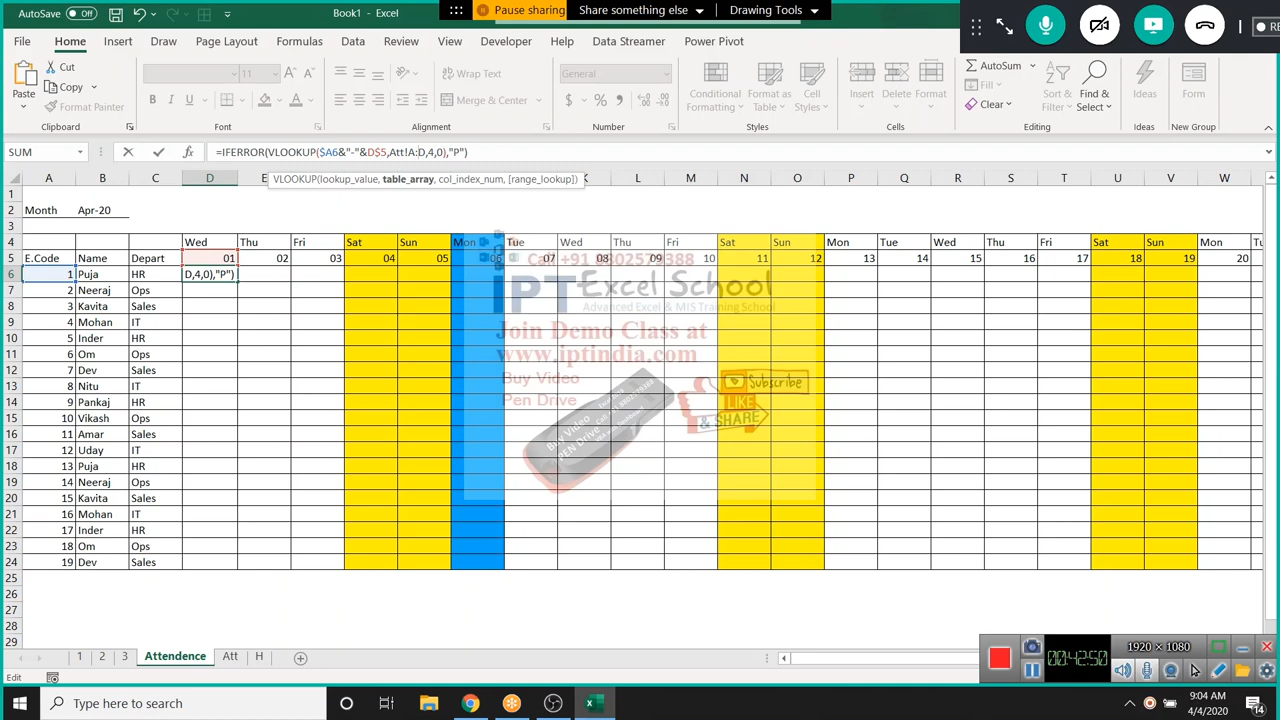 AutoSave Off Book1 - Excel Pause sharing Share something else Drawing Tools
File Home Insert Draw Page Layout Formulas Data Review View Developer Help Data Streamer Power Pivot
Paste Cut Copy Format Painter
11
B I U A
Wrap Text
Merge & Center
General
$ %
Conditional Formatting Format as Table Cell Styles
Insert Delete Format
AutoSum Fill Clear
Sort & Filter Find & Select Ideas Form
Clipboard Font Alignment Number Styles Cells Editing Ideas Form
SUM =IFERROR(VLOOKUP($A6&"-"&D$5,Att!A:D,4,0),"P")
VLOOKUP(lookup_value, table_array, col_index_num, [range_lookup])
A B C D E K L M N O P Q R S T U V W
1
2 Month Apr-20
3
4 Wed Thu Fri Sat Sun Mon Tue Wed Thu Fri Sat Sun Mon Tue Wed Thu Fri Sat Sun Mon
5 E.Code Name Depart 01 02 03 04 05 06 07 08 09 10 11 12 13 14 15 16 17 18 19 20
6 1 Puja HR D,4,0),"P")
7 2 Neeraj Ops
8 3 Kavita Sales
9 4 Mohan IT
10 5 Inder HR
11 6 Om Ops
12 7 Dev Sales
13 8 Nitu IT
14 9 Pankaj HR
15 10 Vikash Ops
16 11 Amar Sales
17 12 Uday IT
18 13 Puja HR
19 14 Neeraj Ops
20 15 Kavita Sales
21 16 Mohan IT
22 17 Inder HR
23 18 Om Ops
24 19 Dev Sales
25
26
27
28
29
Call +91 9802579388
iPT Excel School
Advanced Excel & MIS Training School
Join Demo Class at
www.iptindia.com
Buy Video
Pen Drive
Subscribe
LIKE
& SHARE
Buy Video
PEN Drive
1 2 3 Attendence Att H
Edit
1920 × 1080
00:42:50
Type here to search
9:04 AM
4/4/2020
14